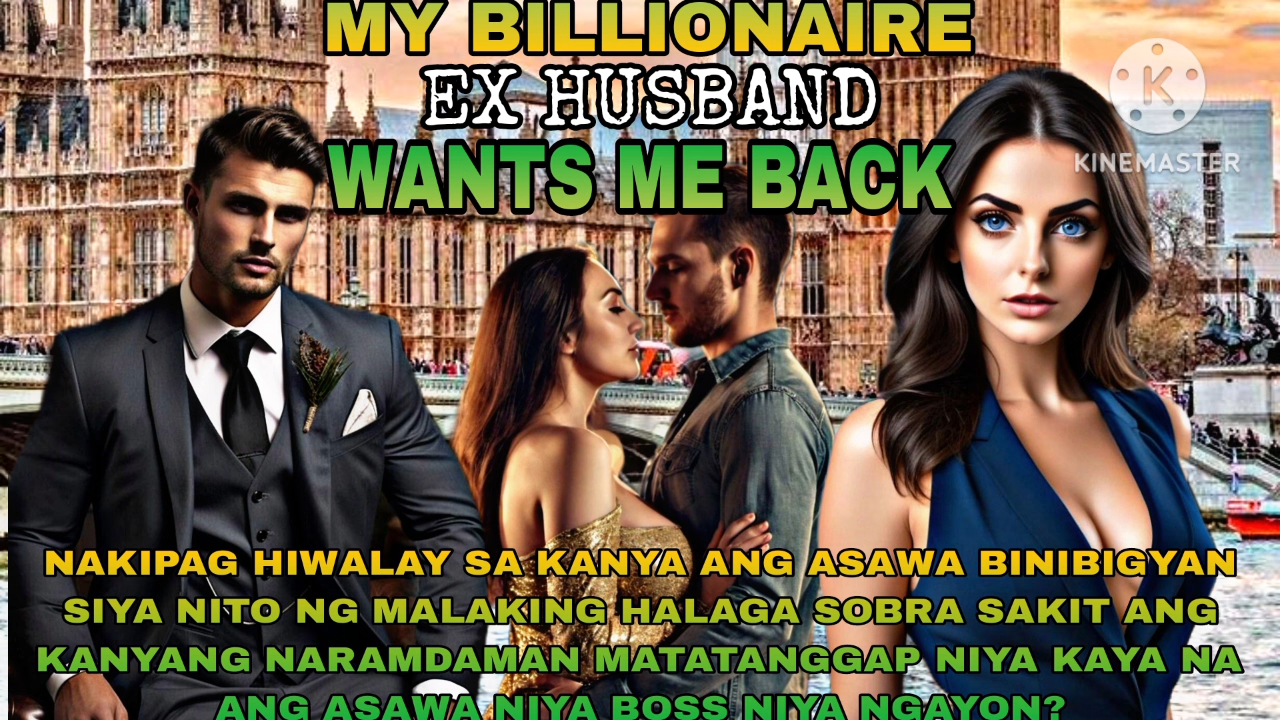 MY BILLIONAIRE
EX HUSBAND
WANTS ME BACK
K
KINEMASTER
NAKIPAG HIWALAY SA KANYA ANG ASAWA BINIBIGYAN
SIYA NITO NG MALAKING HALAGA SOBRA SAKIT ANG
KANYANG NARAMDAMAN MATATANGGAP NIYA KAYA NA
ANG ASAWA NIYA BOSS NIYA NGAYON?